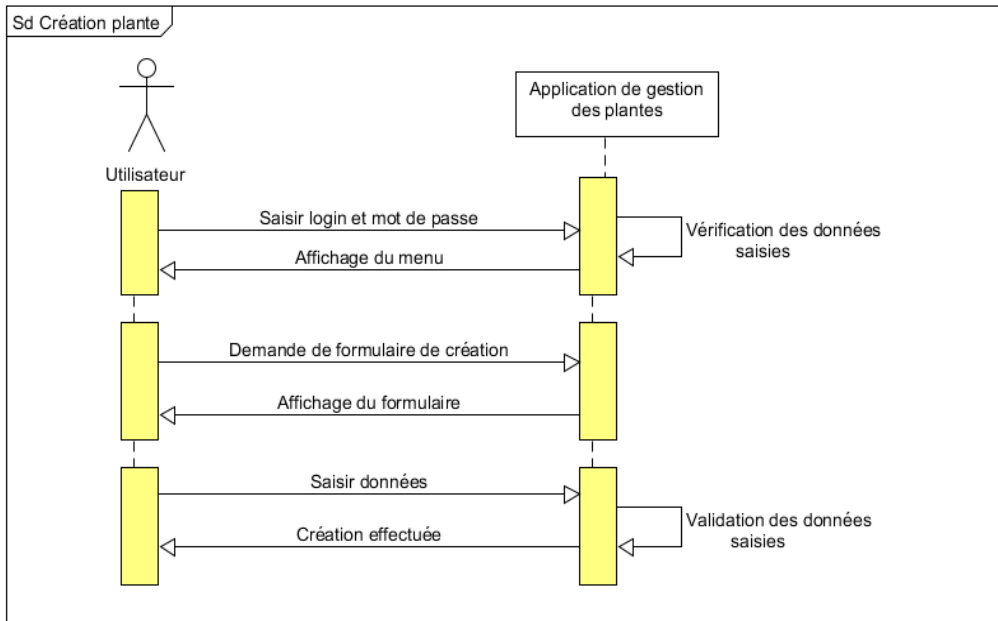 Sd Création plante
Application de gestion
des plantes
Utilisateur
Saisir login et mot de passe
Vérification des données
saisies
Affichage du menu
Demande de formulaire de création
Affichage du formulaire
Saisir données
Validation des données
saisies
Création effectuée